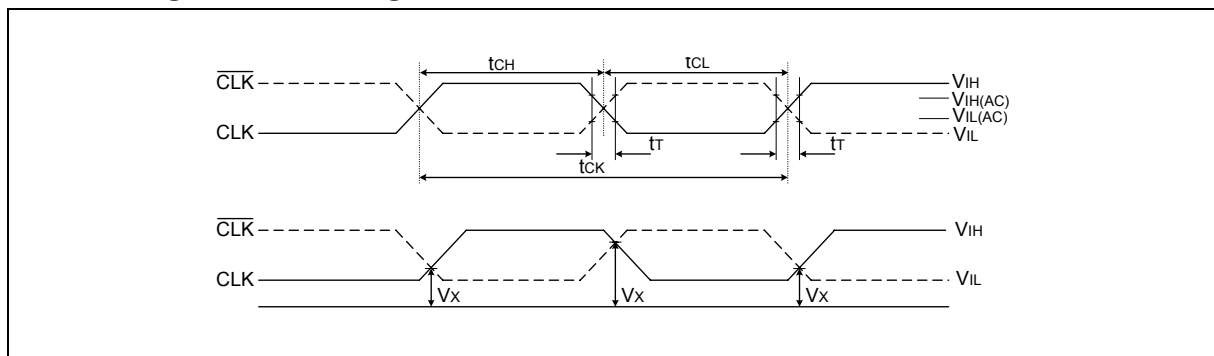 tCH tCL
CLK VIH
VIH(AC)
VIL(AC)
CLK VIL
tT tT
tCK
CLK VIH
CLK VIL
VX VX VX